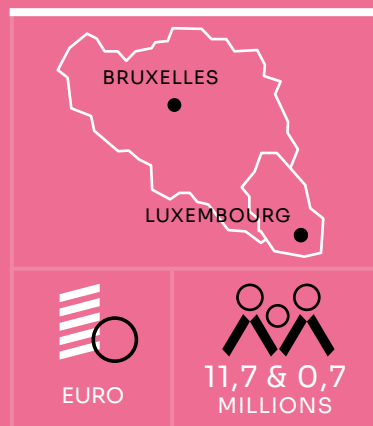 BRUXELLES
LUXEMBOURG
EURO
11,7 & 0,7
MILLIONS